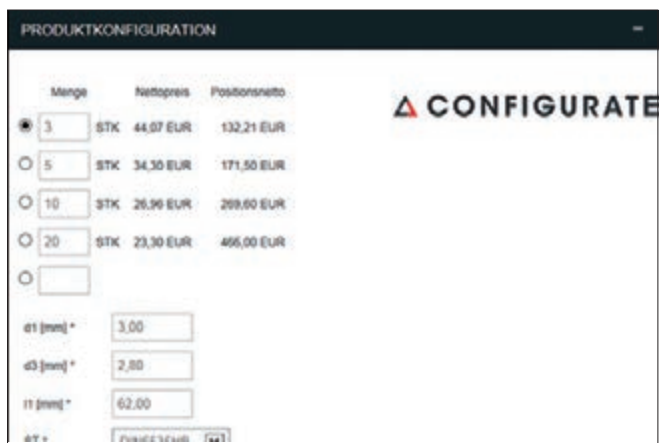 PRODUKTKONFIGURATION
Menge Nettopreis Positionsnetto
CONFIGURATE
3 STK 44,07 EUR 132,21 EUR
5 STK 34,30 EUR 171,50 EUR
10 STK 26,96 EUR 269,60 EUR
20 STK 23,30 EUR 466,00 EUR
d1 [mm] * 3,00
d3 [mm] * 2,80
l1 [mm] * 62,00